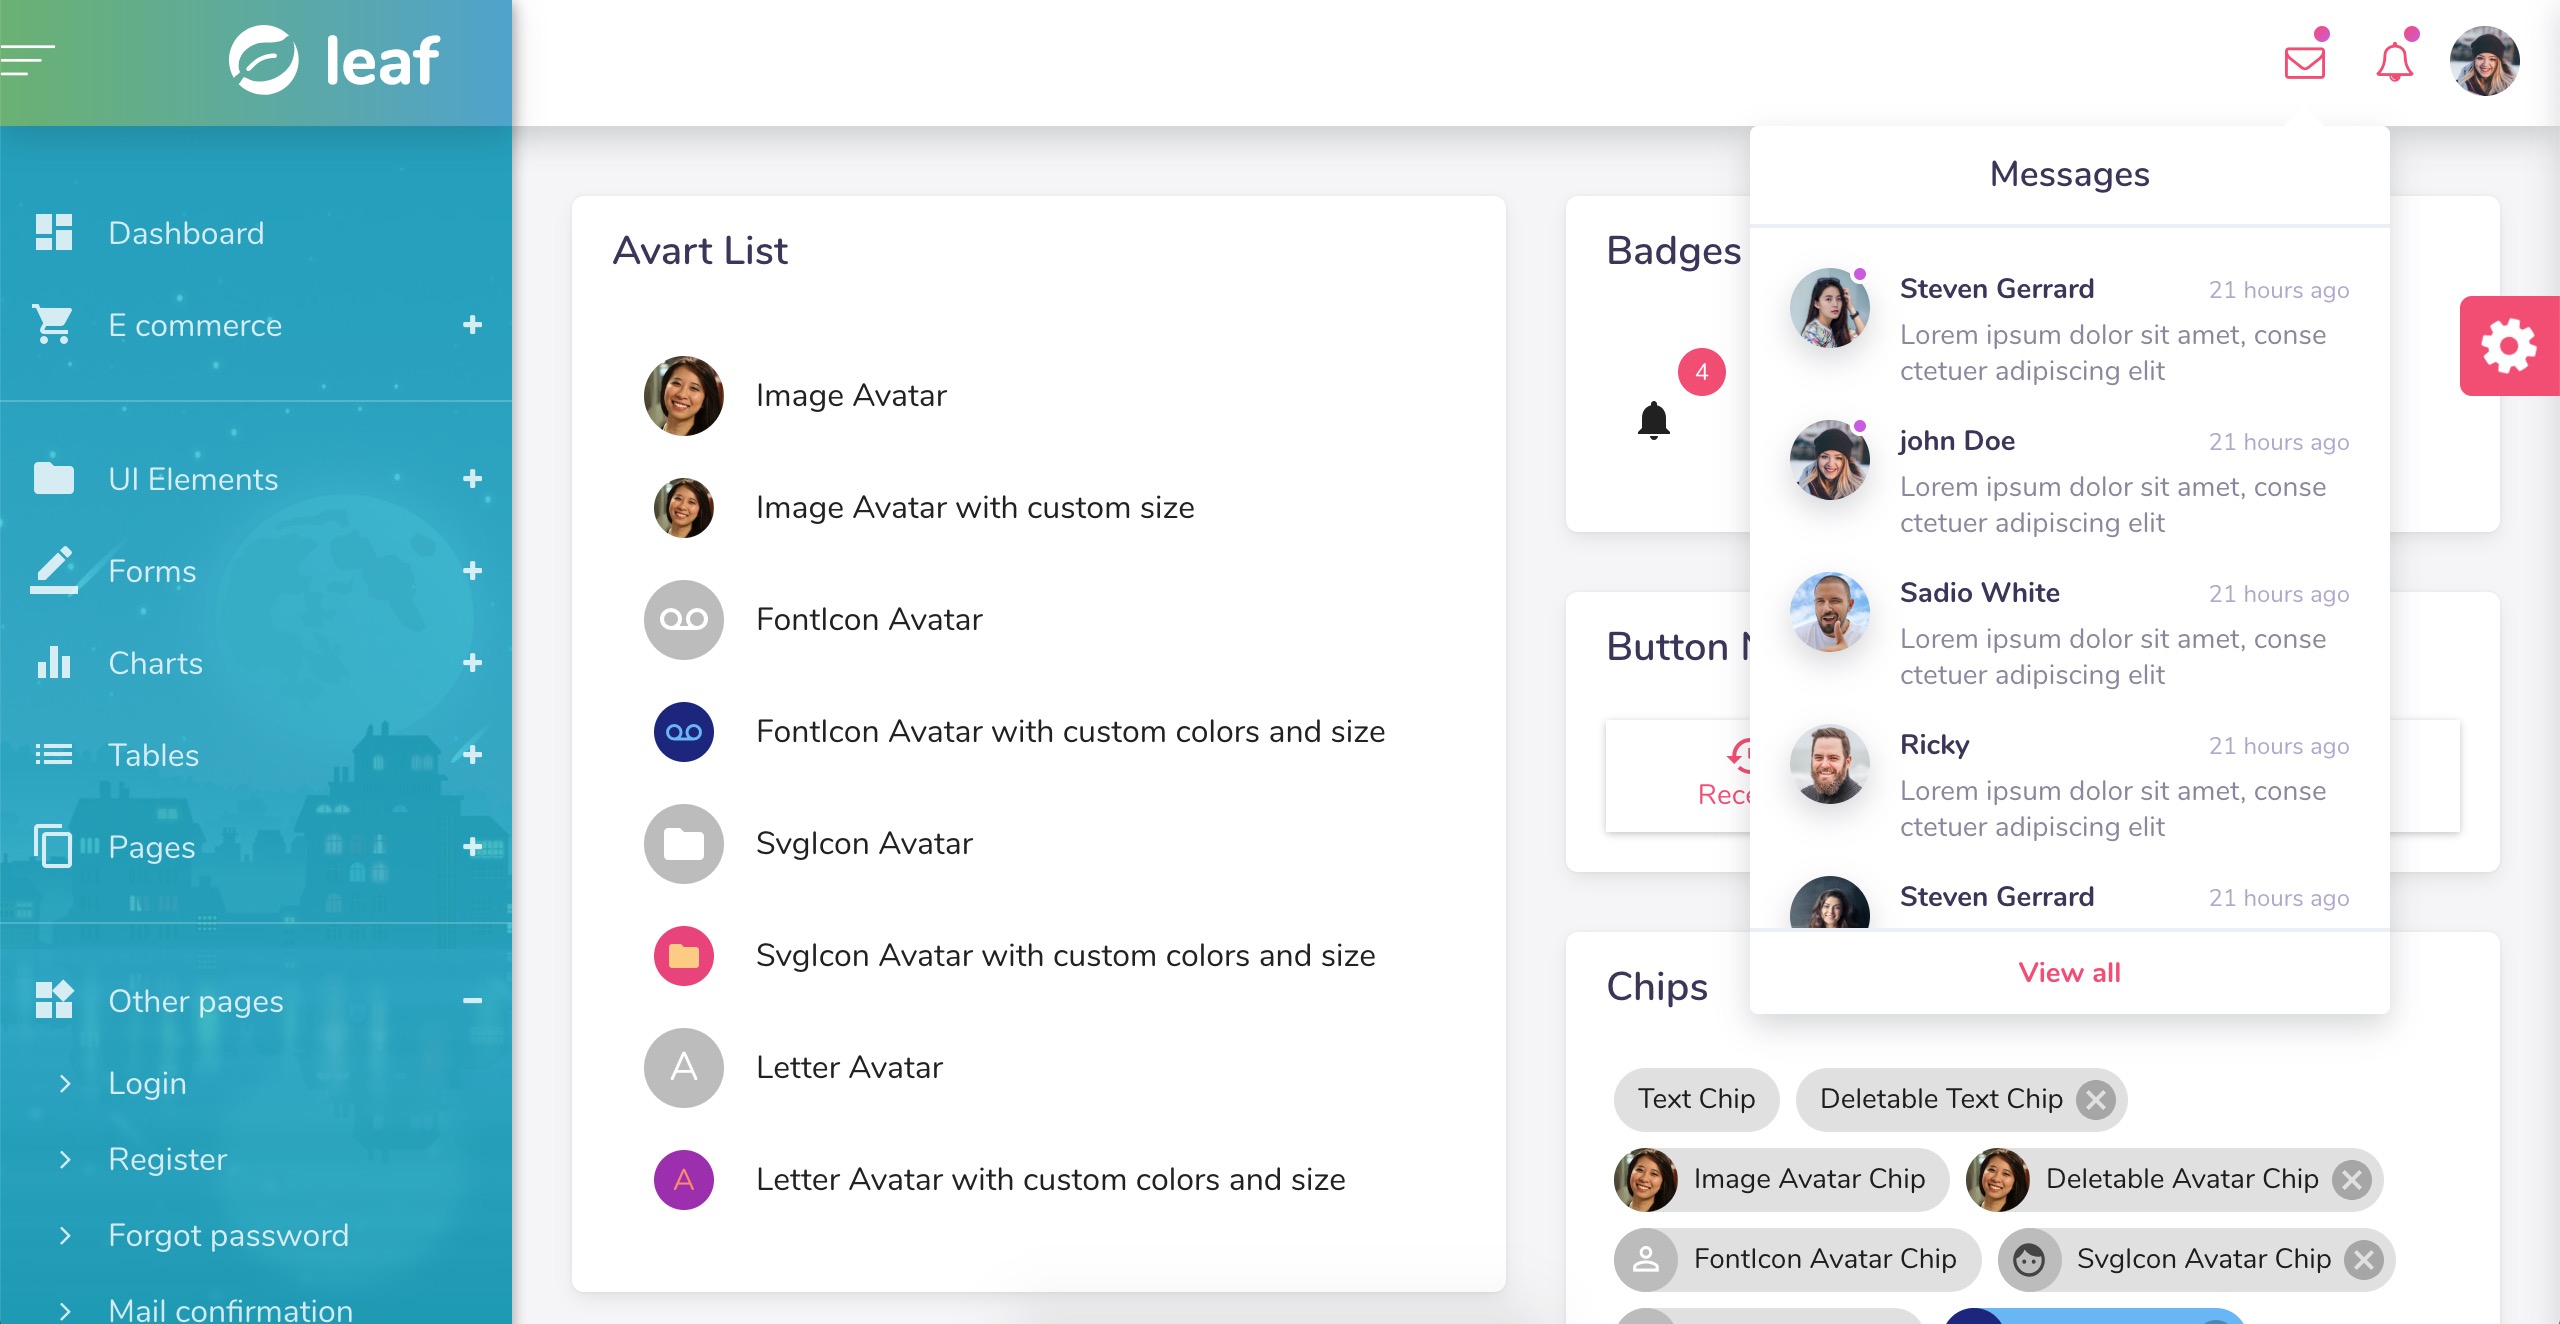 leaf
Dashboard
E commerce
UI Elements
Forms
Charts
Tables
Pages
Other pages
Login
Register
Forgot password
Mail confirmation
Avart List
Image Avatar
Image Avatar with custom size
FontIcon Avatar
FontIcon Avatar with custom colors and size
SvgIcon Avatar
SvgIcon Avatar with custom colors and size
A
Letter Avatar
A
Letter Avatar with custom colors and size
Badges
4
Button
Chips
Text Chip
Deletable Text Chip
Image Avatar Chip
Deletable Avatar Chip
FontIcon Avatar Chip
SvgIcon Avatar Chip
Messages
Steven Gerrard
21 hours ago
Lorem ipsum dolor sit amet, conse
ctetuer adipiscing elit
john Doe
21 hours ago
Lorem ipsum dolor sit amet, conse
ctetuer adipiscing elit
Sadio White
21 hours ago
Lorem ipsum dolor sit amet, conse
ctetuer adipiscing elit
Ricky
21 hours ago
Lorem ipsum dolor sit amet, conse
ctetuer adipiscing elit
Steven Gerrard
21 hours ago
View all